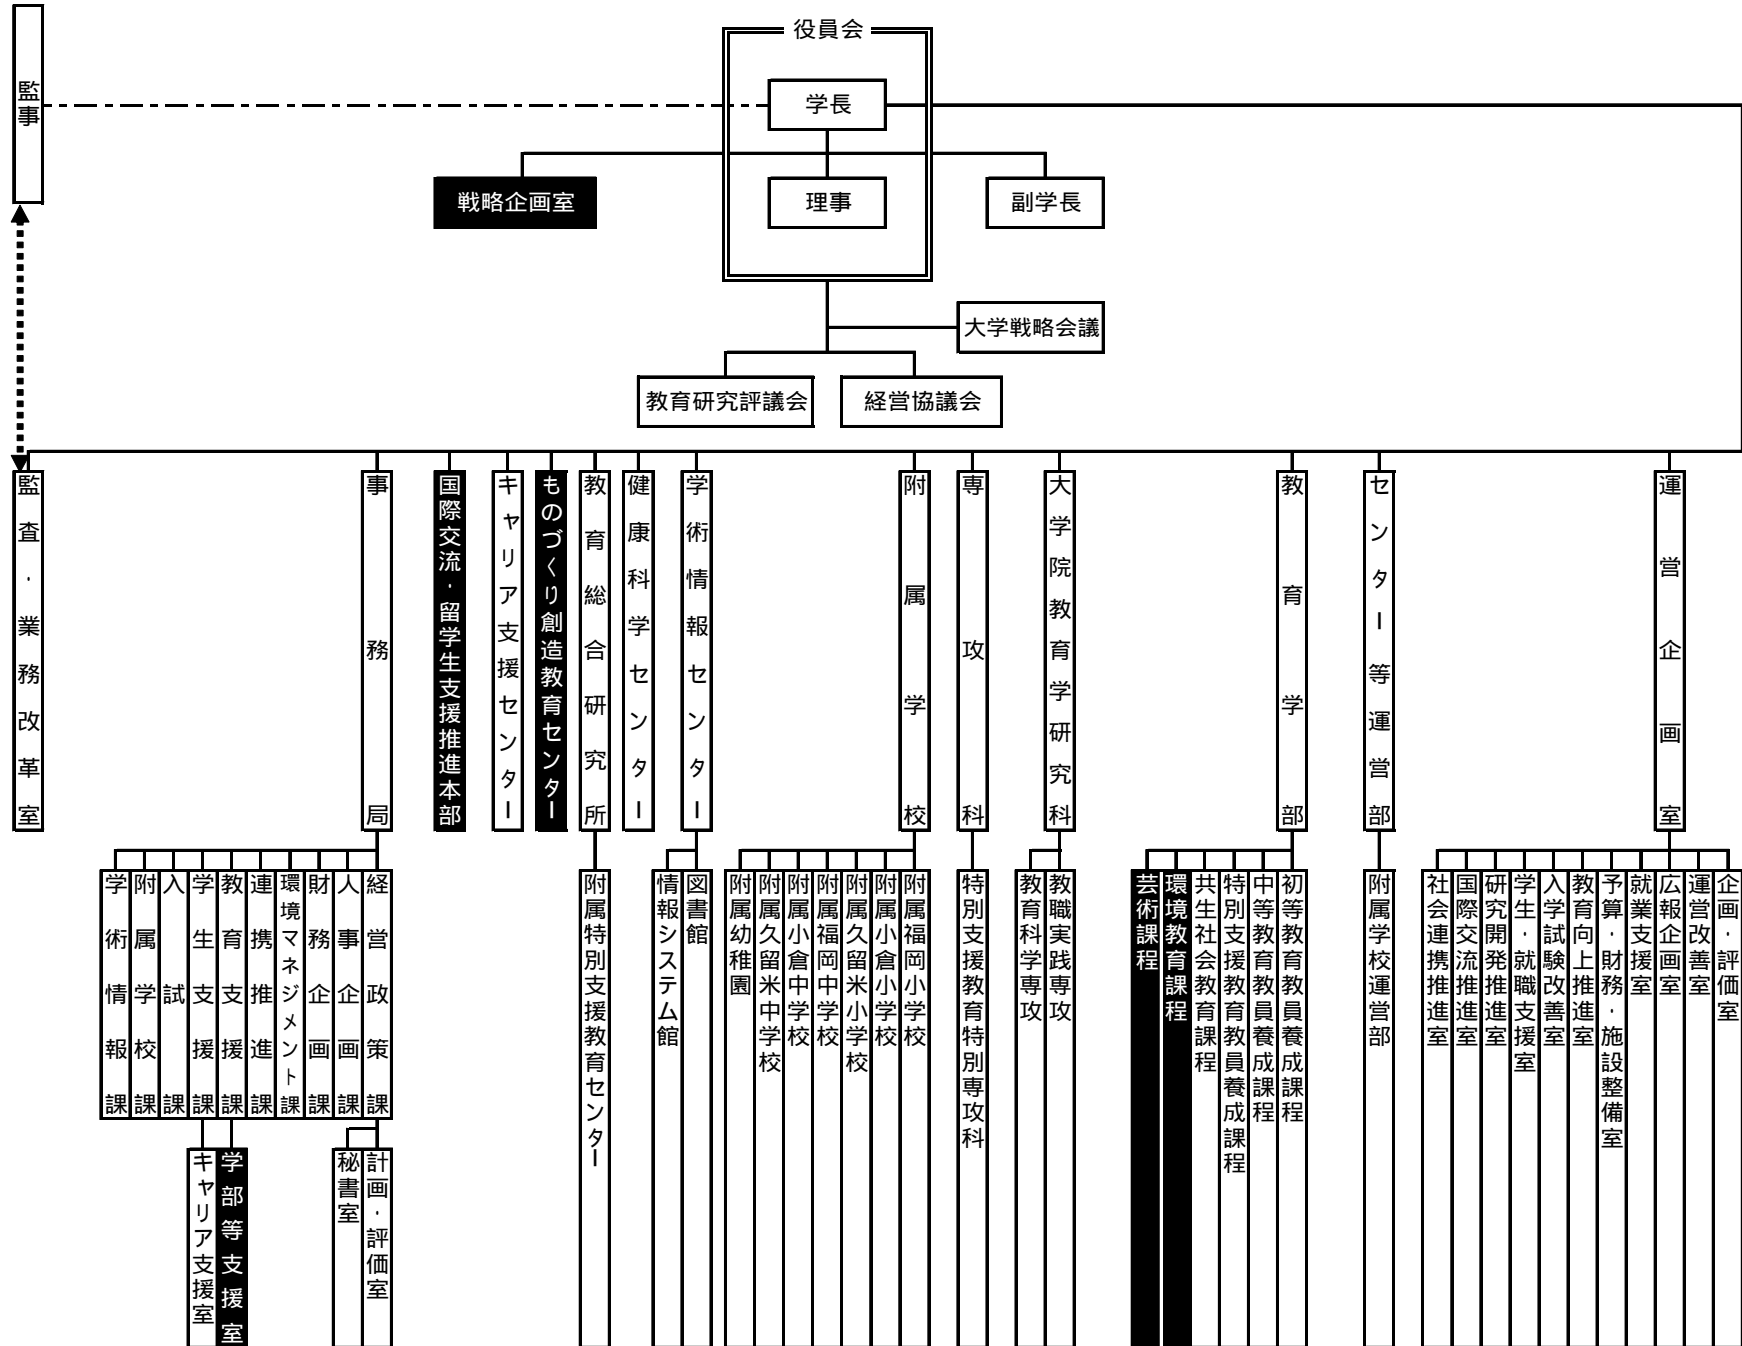 監事
役員会
学長
戦略企画室
理事
副学長
大学戦略会議
教育研究評議会
経営協議会
監査・業務改革室
事務局
国際交流・留学生支援推進本部
キャリア支援センター
ものづくり創造教育センター
教育総合研究所
健康科学センター
学術情報センター
附属学校
専攻科
大学院教育学研究科
教育学部
センター等運営部
運営企画室
学術情報課
附属学校課
入試課
学生支援課
教育支援課
連携推進課
環境マネジメント課
財務企画課
人事企画課
経営政策課
附属特別支援教育センター
情報システム館
図書館
附属幼稚園
附属久留米中学校
附属小倉中学校
附属福岡中学校
附属久留米小学校
附属小倉小学校
附属福岡小学校
特別支援教育特別専攻科
教育科学専攻
教職実践専攻
芸術課程
環境教育課程
共生社会教育課程
特別支援教育教員養成課程
中等教育教員養成課程
初等教育教員養成課程
附属学校運営部
社会連携推進室
国際交流推進室
研究開発推進室
学生・就職支援室
入学試験改善室
教育向上推進室
予算・財務・施設整備室
就業支援室
広報企画室
運営改善室
企画・評価室
キャリア支援室
学部等支援室
秘書室
計画・評価室